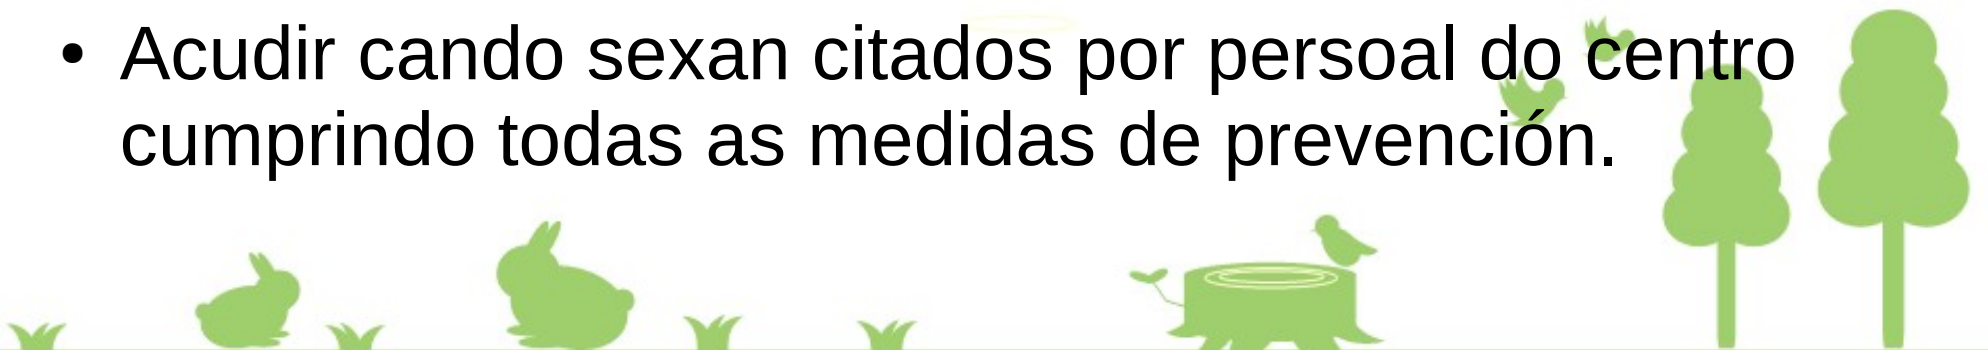 • Acudir cando sexan citados por persoal do centro
cumprindo todas as medidas de prevención.